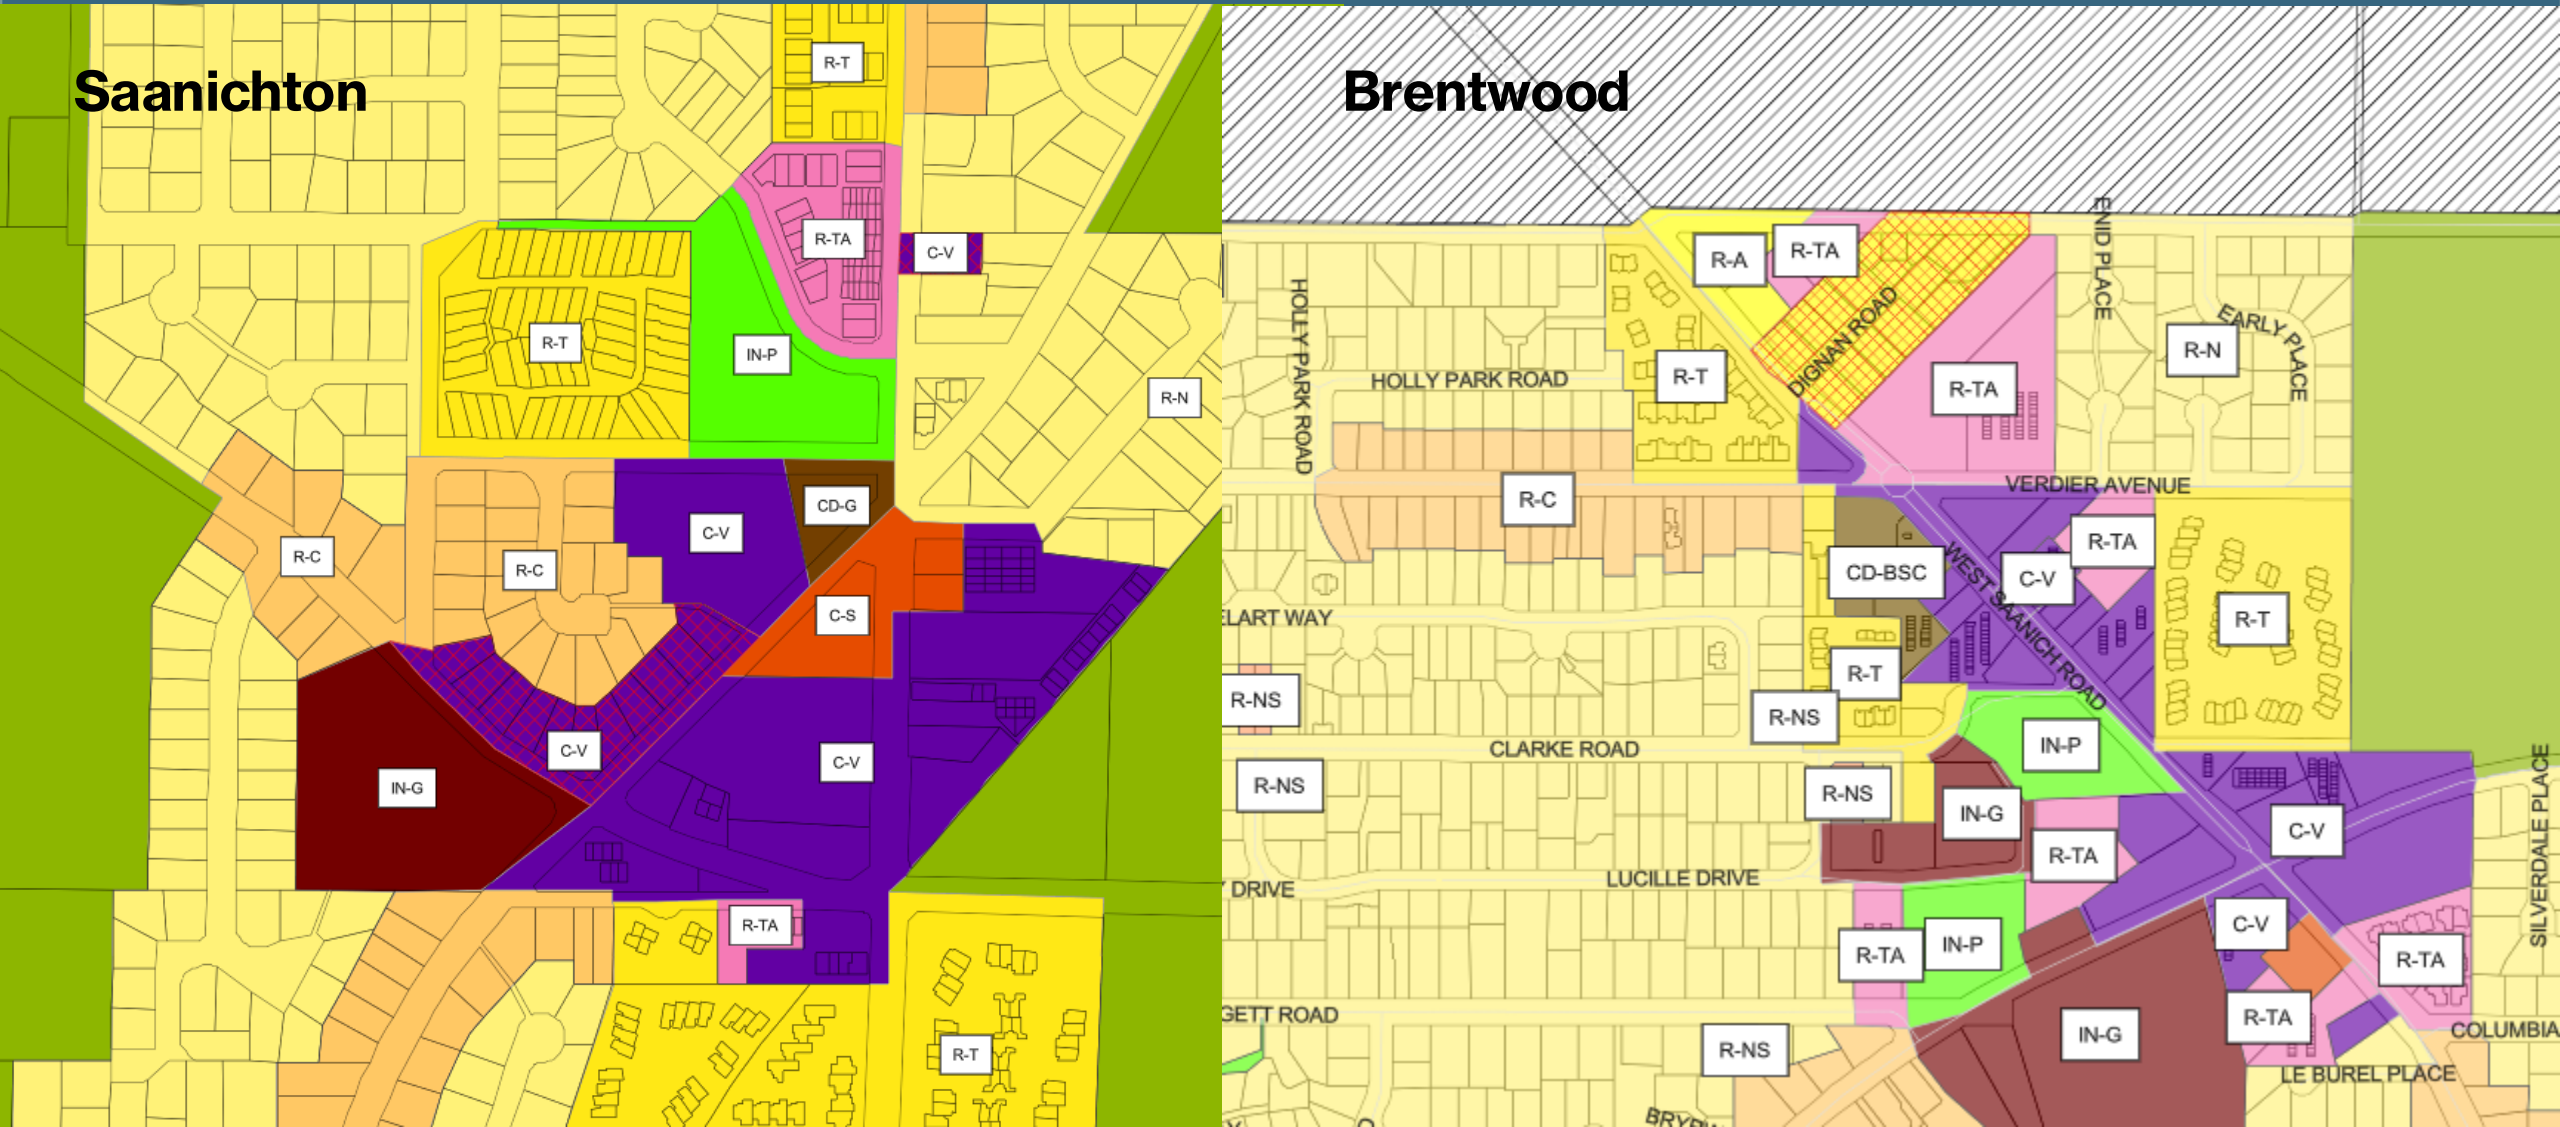 Saanichton
R-T
R-TA
C-V
R-T
IN-P
R-N
CD-G
C-V
R-C
R-C
C-S
C-V
C-V
IN-G
R-TA
R-T
Brentwood
R-A
R-TA
ENID PLACE
HOLLY PARK ROAD
DIGNAN ROAD
EARLY PLACE
R-N
R-T
HOLLY PARK ROAD
R-TA
VERDIER AVENUE
R-C
R-TA
CD-BSC
C-V
WEST SAANICH ROAD
ELART WAY
R-T
R-T
R-NS
R-NS
CLARKE ROAD
IN-P
R-NS
R-NS
IN-G
C-V
SILVERDALE PLACE
R-TA
LUCILLE DRIVE
Y DRIVE
C-V
R-TA
IN-P
R-TA
GETT ROAD
R-TA
R-NS
IN-G
COLUMBIA
LE BUREL PLACE